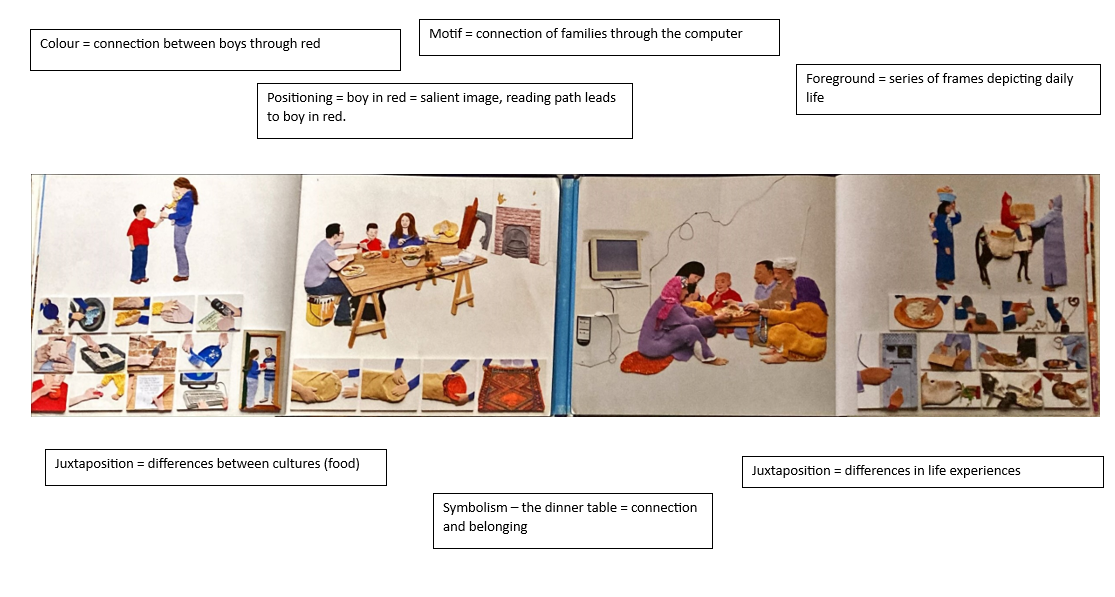 Colour = connection between boys through red
Motif = connection of families through the computer
Foreground = series of frames depicting daily
life
Positioning = boy in red = salient image, reading path leads
to boy in red.
Juxtaposition = differences between cultures (food)
Juxtaposition = differences in life experiences
Symbolism – the dinner table = connection
and belonging